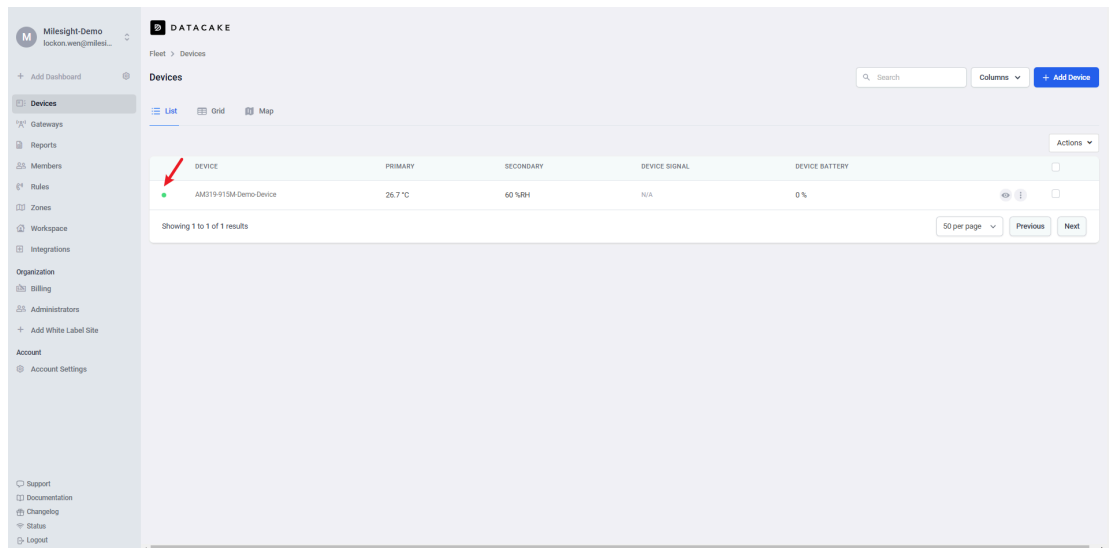 M
Milesight-Demo
lockon.wen@milesi...
+ Add Dashboard
Devices
Gateways
Reports
Members
Rules
Zones
Workspace
Integrations
Organization
Billing
Administrators
+ Add White Label Site
Account
Account Settings
Support
Documentation
Changelog
Status
Logout
DATACAKE
Fleet > Devices
Devices
Search
Columns
+ Add Device
List Grid Map
Actions
DEVICE PRIMARY SECONDARY DEVICE SIGNAL DEVICE BATTERY
AM319-915M-Demo-Device 26.7 °C 60 %RH N/A 0 %
Showing 1 to 1 of 1 results
50 per page Previous Next